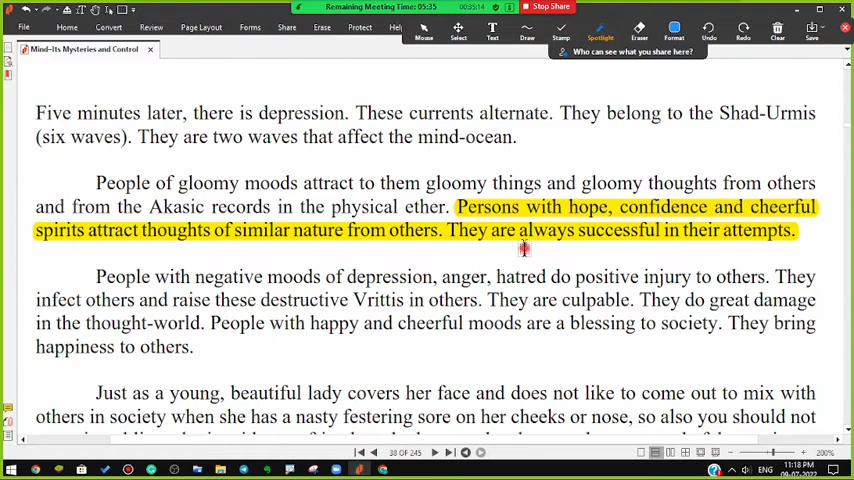 Remaining Meeting Time: 05:35
00:35:14
Stop Share
File
View
Convert
Review
Page
Format
Share
Erase
Protect
Mouse
Select
Text
Draw
Stamp
Spotlight
Eraser
Format
Undo
Redo
Clear
Save
Who can see what you share here?
Mind–Its Mysteries and Control
Five minutes later, there is depression. These currents alternate. They belong to the Shad-Urmis
(six waves). They are two waves that affect the mind-ocean.
People of gloomy moods attract to them gloomy things and gloomy thoughts from others
and from the Akasic records in the physical ether. Persons with hope, confidence and cheerful
spirits attract thoughts of similar nature from others. They are always successful in their attempts.
People with negative moods of depression, anger, hatred do positive injury to others. They
infect others and raise these destructive Vrittis in others. They are culpable. They do great damage
in the thought-world. People with happy and cheerful moods are a blessing to society. They bring
happiness to others.
Just as a young, beautiful lady covers her face and does not like to come out to mix with
others in society when she has a nasty festering sore on her cheeks or nose, so also you should not
38 OF 245
200%
ENG
11:18 PM
09-07-2022